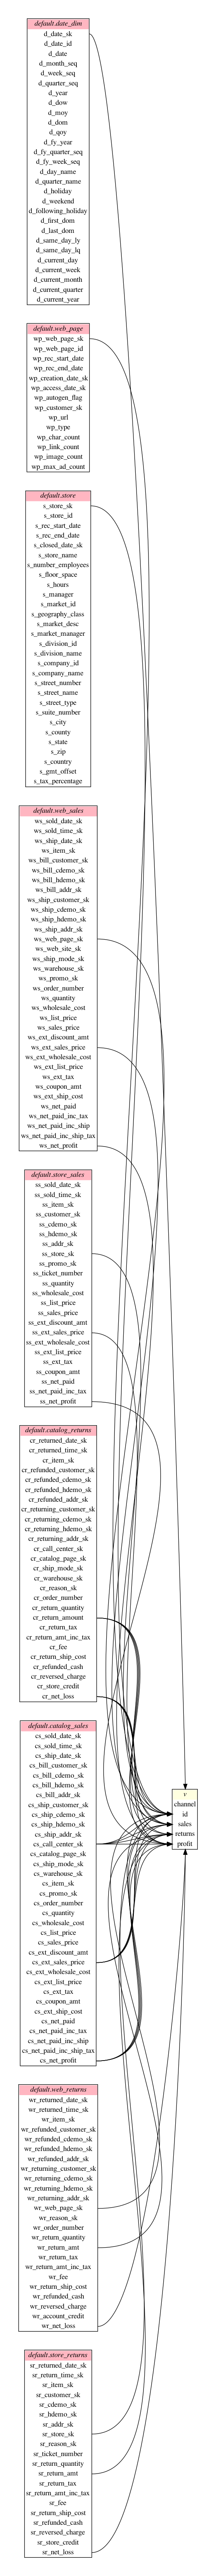 default.date_dim
d_date_sk
d_date_id
d_date
d_month_seq
d_week_seq
d_quarter_seq
d_year
d_dow
d_moy
d_dom
d_qoy
d_fy_year
d_fy_quarter_seq
d_fy_week_seq
d_day_name
d_quarter_name
d_holiday
d_weekend
d_following_holiday
d_first_dom
d_last_dom
d_same_day_ly
d_same_day_lq
d_current_day
d_current_week
d_current_month
d_current_quarter
d_current_year
default.web_page
wp_web_page_sk
wp_web_page_id
wp_rec_start_date
wp_rec_end_date
wp_creation_date_sk
wp_access_date_sk
wp_autogen_flag
wp_customer_sk
wp_url
wp_type
wp_char_count
wp_link_count
wp_image_count
wp_max_ad_count
default.store
s_store_sk
s_store_id
s_rec_start_date
s_rec_end_date
s_closed_date_sk
s_store_name
s_number_employees
s_floor_space
s_hours
s_manager
s_market_id
s_geography_class
s_market_desc
s_market_manager
s_division_id
s_division_name
s_company_id
s_company_name
s_street_number
s_street_name
s_street_type
s_suite_number
s_city
s_county
s_state
s_zip
s_country
s_gmt_offset
s_tax_percentage
default.web_sales
ws_sold_date_sk
ws_sold_time_sk
ws_ship_date_sk
ws_item_sk
ws_bill_customer_sk
ws_bill_cdemo_sk
ws_bill_hdemo_sk
ws_bill_addr_sk
ws_ship_customer_sk
ws_ship_cdemo_sk
ws_ship_hdemo_sk
ws_ship_addr_sk
ws_web_page_sk
ws_web_site_sk
ws_ship_mode_sk
ws_warehouse_sk
ws_promo_sk
ws_order_number
ws_quantity
ws_wholesale_cost
ws_list_price
ws_sales_price
ws_ext_discount_amt
ws_ext_sales_price
ws_ext_wholesale_cost
ws_ext_list_price
ws_ext_tax
ws_coupon_amt
ws_ext_ship_cost
ws_net_paid
ws_net_paid_inc_tax
ws_net_paid_inc_ship
ws_net_paid_inc_ship_tax
ws_net_profit
default.store_sales
ss_sold_date_sk
ss_sold_time_sk
ss_item_sk
ss_customer_sk
ss_cdemo_sk
ss_hdemo_sk
ss_addr_sk
ss_store_sk
ss_promo_sk
ss_ticket_number
ss_quantity
ss_wholesale_cost
ss_list_price
ss_sales_price
ss_ext_discount_amt
ss_ext_sales_price
ss_ext_wholesale_cost
ss_ext_list_price
ss_ext_tax
ss_coupon_amt
ss_net_paid
ss_net_paid_inc_tax
ss_net_profit
default.catalog_returns
cr_returned_date_sk
cr_returned_time_sk
cr_item_sk
cr_refunded_customer_sk
cr_refunded_cdemo_sk
cr_refunded_hdemo_sk
cr_refunded_addr_sk
cr_returning_customer_sk
cr_returning_cdemo_sk
cr_returning_hdemo_sk
cr_returning_addr_sk
cr_call_center_sk
cr_catalog_page_sk
cr_ship_mode_sk
cr_warehouse_sk
cr_reason_sk
cr_order_number
cr_return_quantity
cr_return_amount
cr_return_tax
cr_return_amt_inc_tax
cr_fee
cr_return_ship_cost
cr_refunded_cash
cr_reversed_charge
cr_store_credit
cr_net_loss
default.catalog_sales
cs_sold_date_sk
cs_sold_time_sk
cs_ship_date_sk
cs_bill_customer_sk
cs_bill_cdemo_sk
cs_bill_hdemo_sk
cs_bill_addr_sk
cs_ship_customer_sk
cs_ship_cdemo_sk
cs_ship_hdemo_sk
cs_ship_addr_sk
cs_call_center_sk
cs_catalog_page_sk
cs_ship_mode_sk
cs_warehouse_sk
cs_item_sk
cs_promo_sk
cs_order_number
cs_quantity
cs_wholesale_cost
cs_list_price
cs_sales_price
cs_ext_discount_amt
cs_ext_sales_price
cs_ext_wholesale_cost
cs_ext_list_price
cs_ext_tax
cs_coupon_amt
cs_ext_ship_cost
cs_net_paid
cs_net_paid_inc_tax
cs_net_paid_inc_ship
cs_net_paid_inc_ship_tax
cs_net_profit
default.web_returns
wr_returned_date_sk
wr_returned_time_sk
wr_item_sk
wr_refunded_customer_sk
wr_refunded_cdemo_sk
wr_refunded_hdemo_sk
wr_refunded_addr_sk
wr_returning_customer_sk
wr_returning_cdemo_sk
wr_returning_hdemo_sk
wr_returning_addr_sk
wr_web_page_sk
wr_reason_sk
wr_order_number
wr_return_quantity
wr_return_amt
wr_return_tax
wr_return_amt_inc_tax
wr_fee
wr_return_ship_cost
wr_refunded_cash
wr_reversed_charge
wr_account_credit
wr_net_loss
default.store_returns
sr_returned_date_sk
sr_return_time_sk
sr_item_sk
sr_customer_sk
sr_cdemo_sk
sr_hdemo_sk
sr_addr_sk
sr_store_sk
sr_reason_sk
sr_ticket_number
sr_return_quantity
sr_return_amt
sr_return_tax
sr_return_amt_inc_tax
sr_fee
sr_return_ship_cost
sr_refunded_cash
sr_reversed_charge
sr_store_credit
sr_net_loss
channel
id
sales
returns
profit